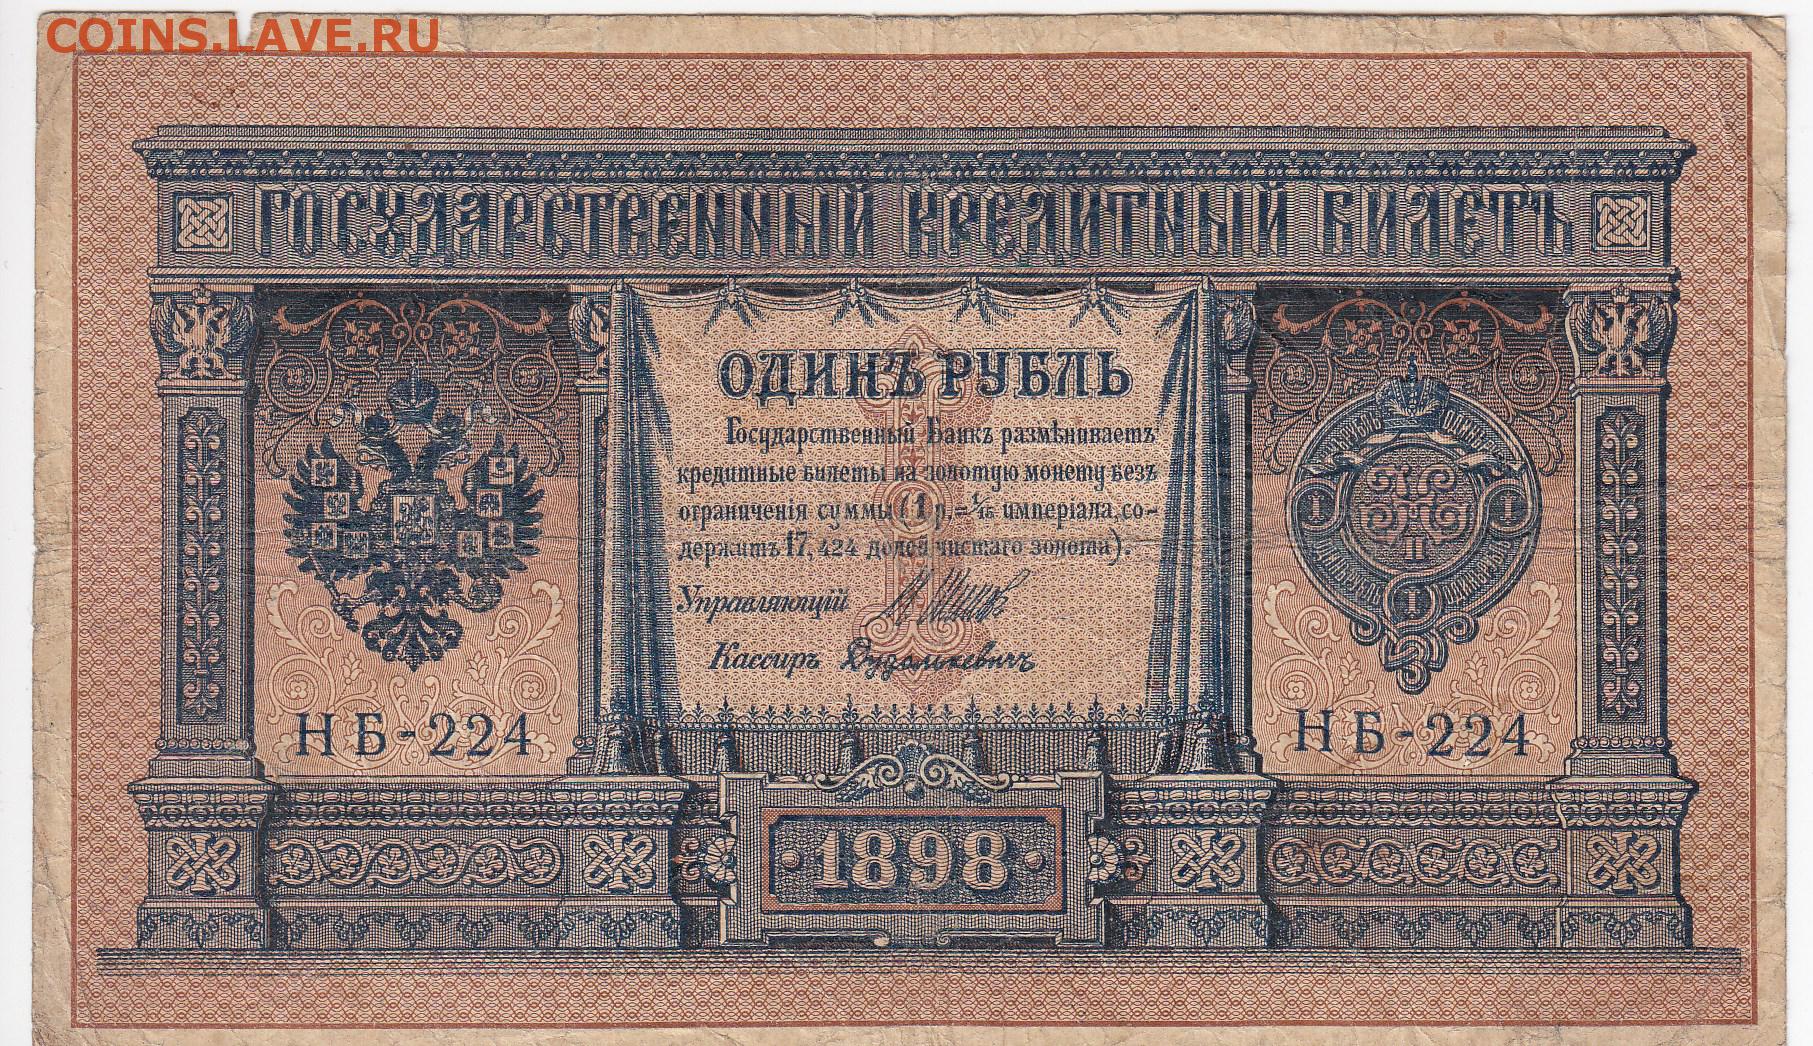 COINS.LAVE.RU
ГОСУДАРСТВЕННЫЙ КРЕДИТНЫЙ БИЛЕТЪ
ОДИНЪ РУБЛЬ
Государственный Банкъ размѣниваетъ
кредитные билеты на золотую монету безъ
ограниченія суммы (1 р.=1/15 имперіала, со-
держитъ 17,424 долей чистаго золота).
Управляющій
Кассиръ
НБ-224
НБ-224
1898